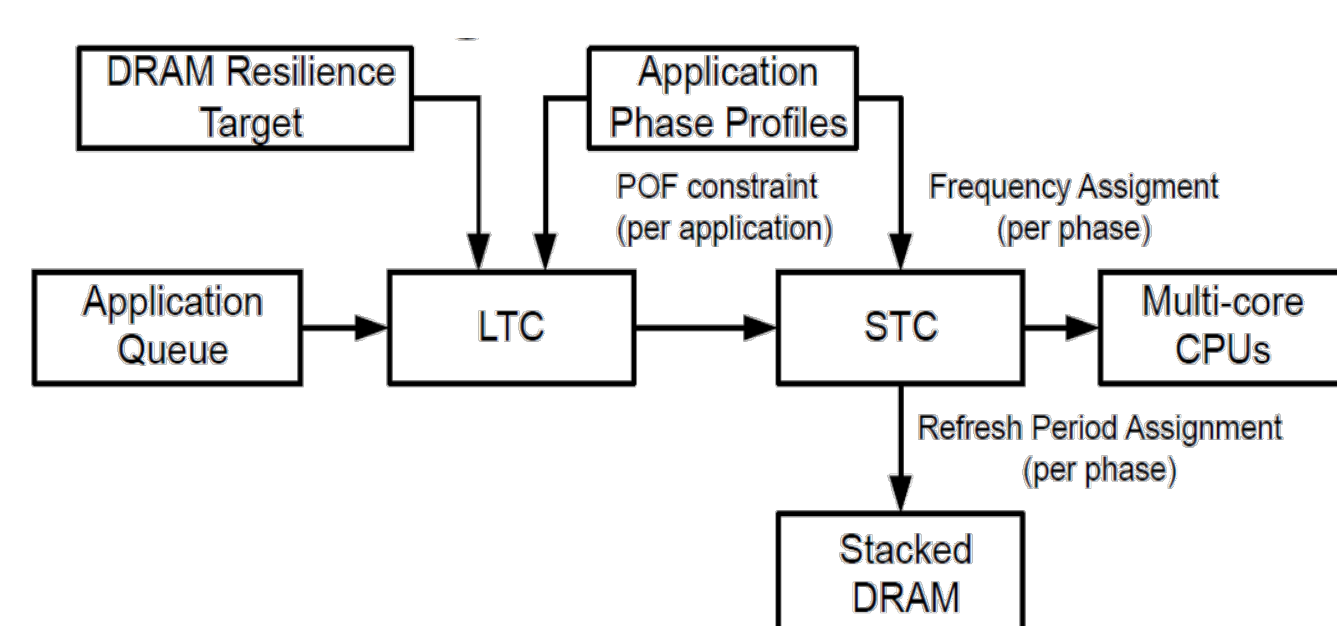 DRAM Resilience
Target
Application
Phase Profiles
POF constraint
(per application)
Frequency Assigment
(per phase)
Application
Queue
LTC
STC
Multi-core
CPUs
Refresh Period Assignment
(per phase)
Stacked
DRAM